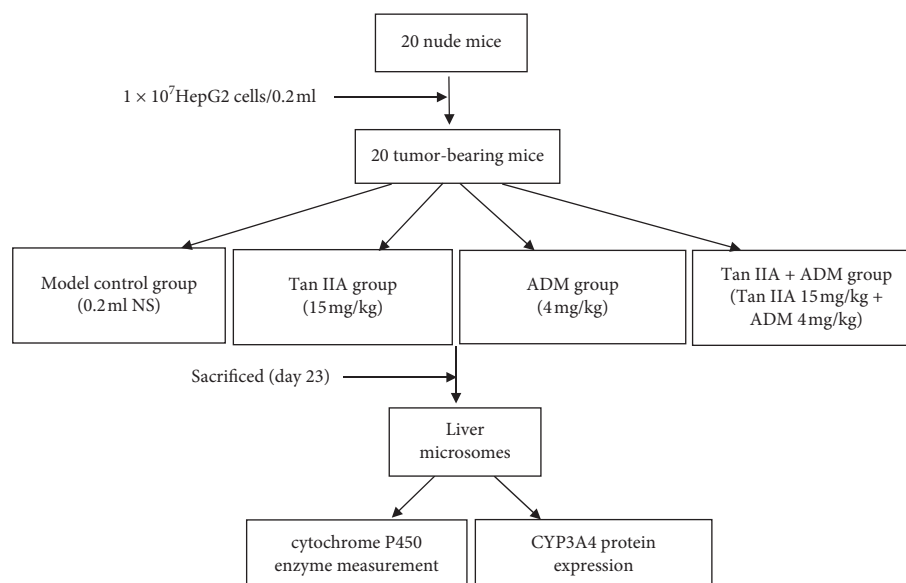 20 nude mice
1 × 10⁷HepG2 cells/0.2 ml
20 tumor-bearing mice
Model control group
(0.2 ml NS)
Tan IIA group
(15 mg/kg)
ADM group
(4 mg/kg)
Tan IIA + ADM group
(Tan IIA 15 mg/kg +
ADM 4 mg/kg)
Sacrificed (day 23)
Liver
microsomes
cytochrome P450
enzyme measurement
CYP3A4 protein
expression